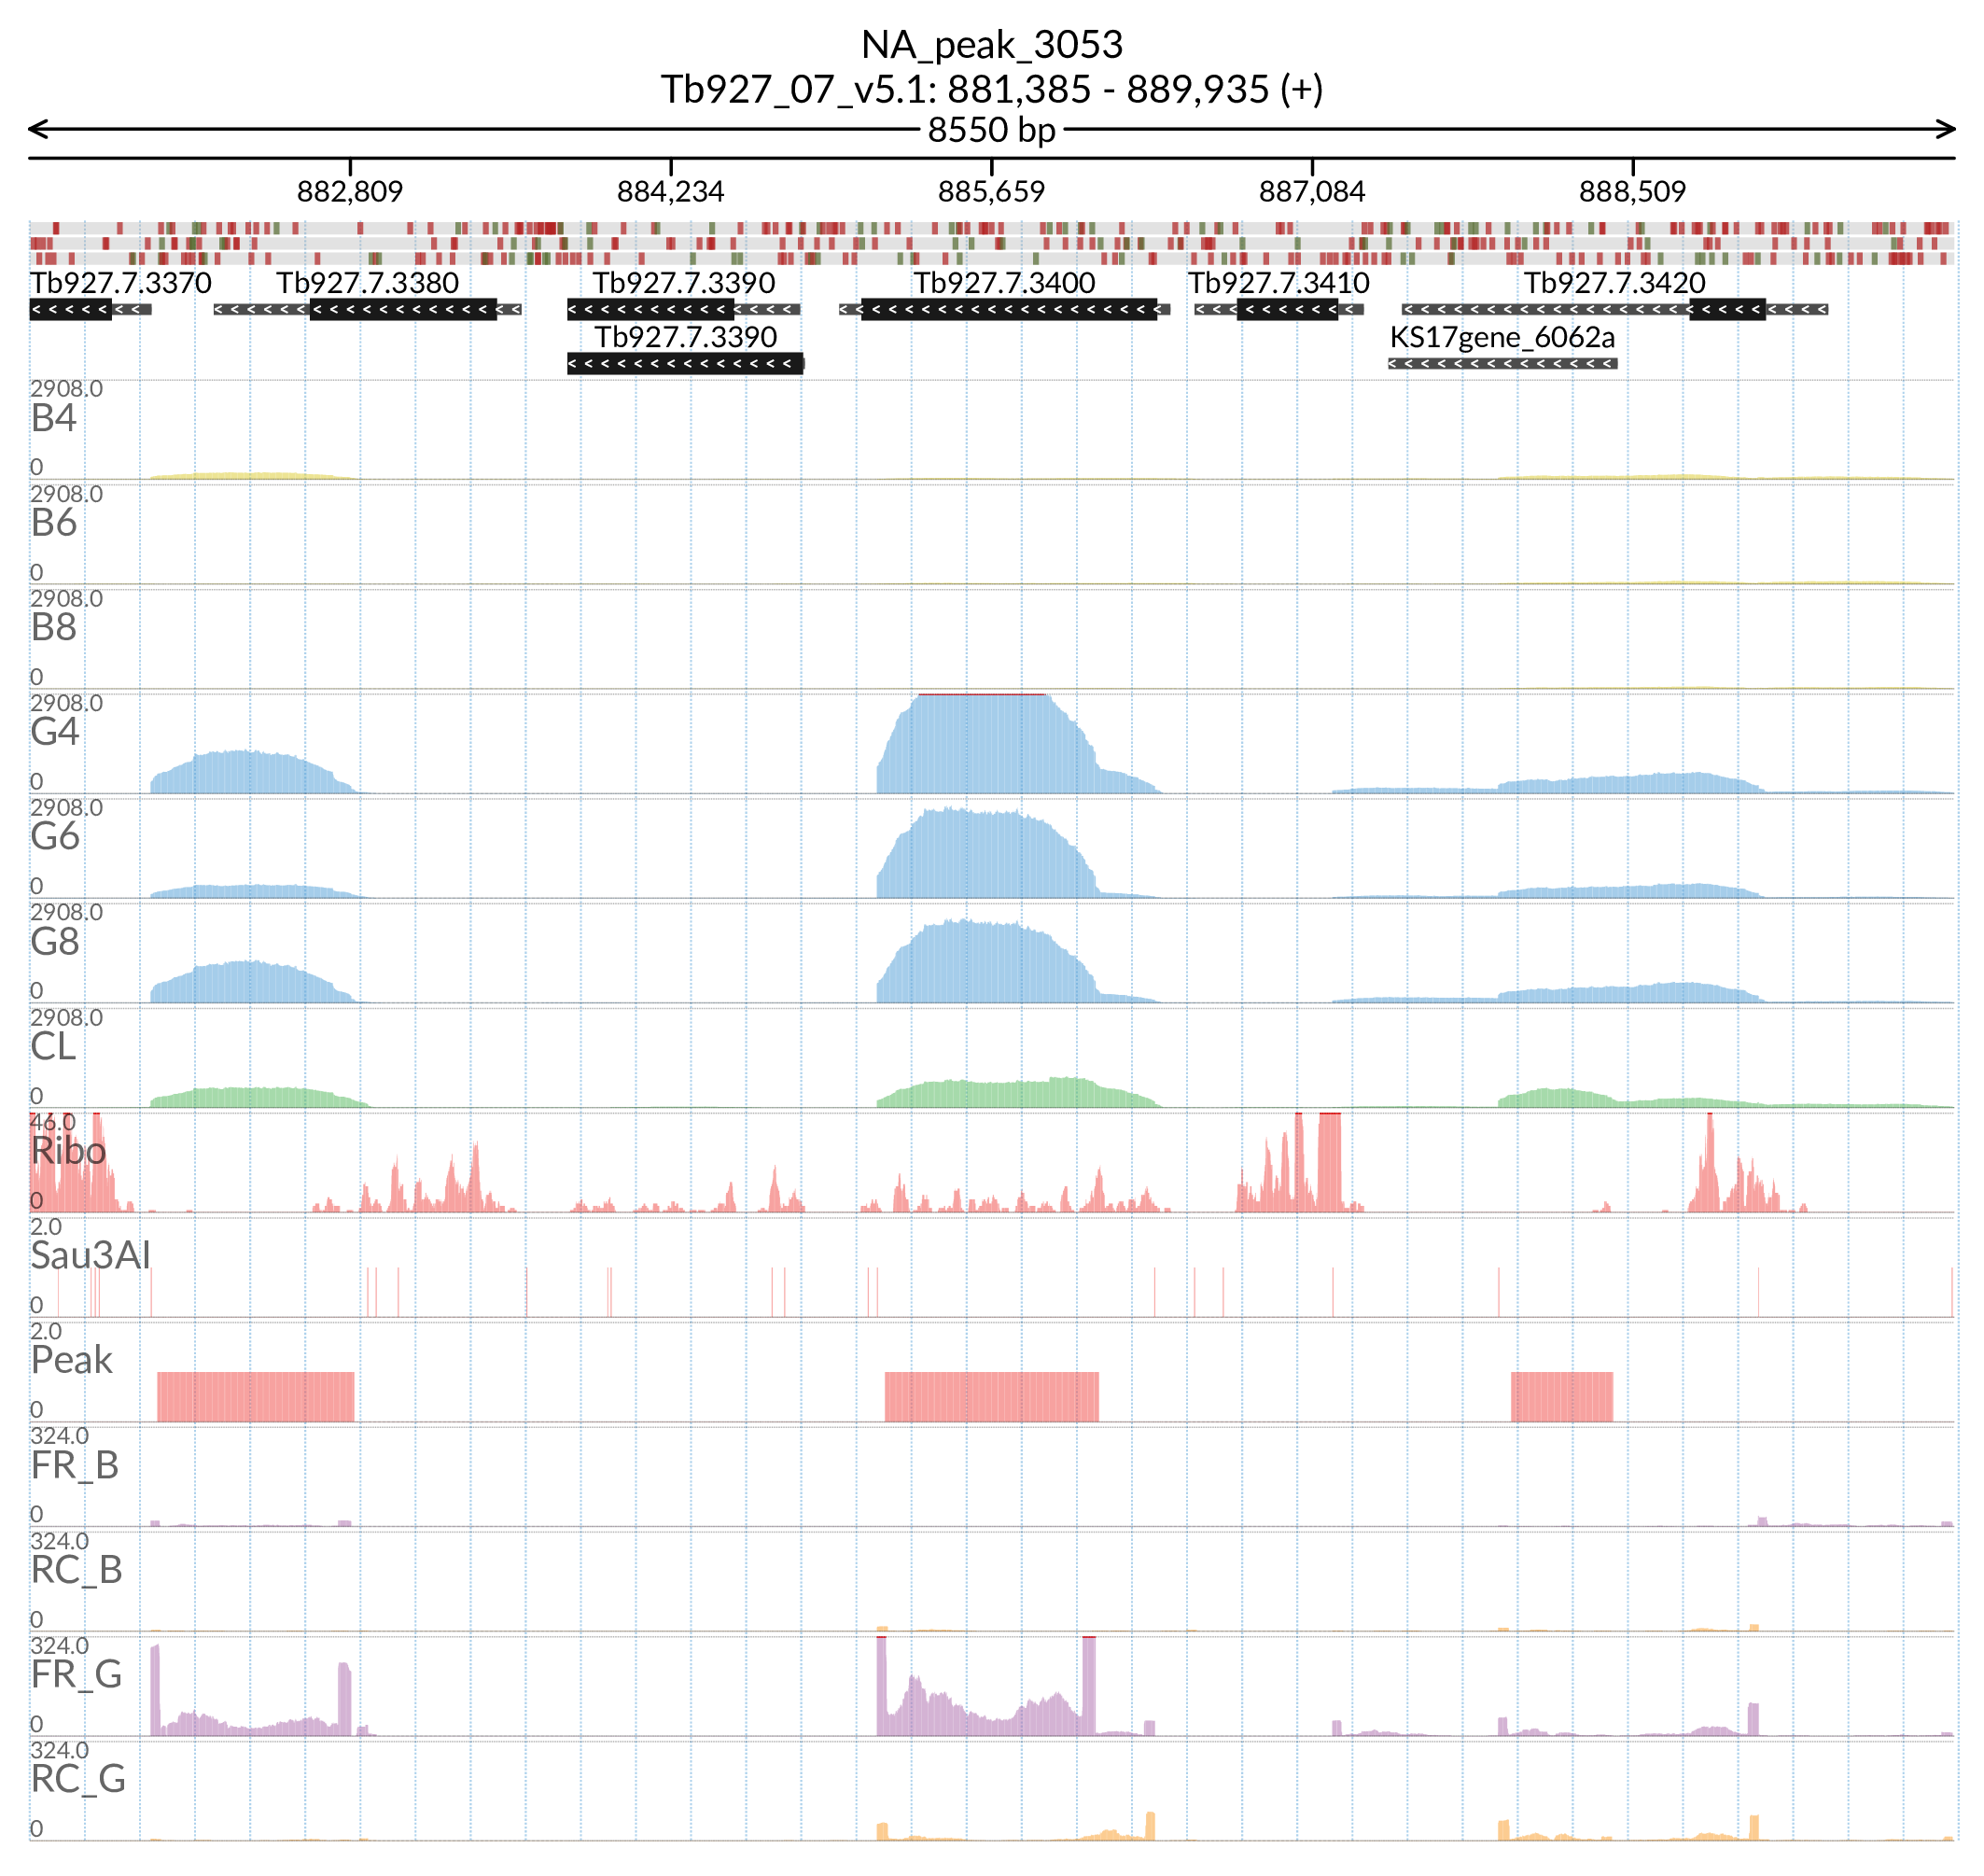 NA_peak_3053
Tb927_07_v5.1: 881,385 - 889,935 (+)
8550 bp
882,809 884,234 885,659 887,084 888,509
Tb927.7.3370 Tb927.7.3380 Tb927.7.3390 Tb927.7.3400 Tb927.7.3410 Tb927.7.3420
Tb927.7.3390 KS17gene_6062a
2908.0
B4
0
2908.0
B6
0
2908.0
B8
0
2908.0
G4
0
2908.0
G6
0
2908.0
G8
0
2908.0
CL
0
46.0
Ribo
0
2.0
Sau3AI
0
2.0
Peak
0
324.0
FR_B
0
324.0
RC_B
0
324.0
FR_G
0
324.0
RC_G
0